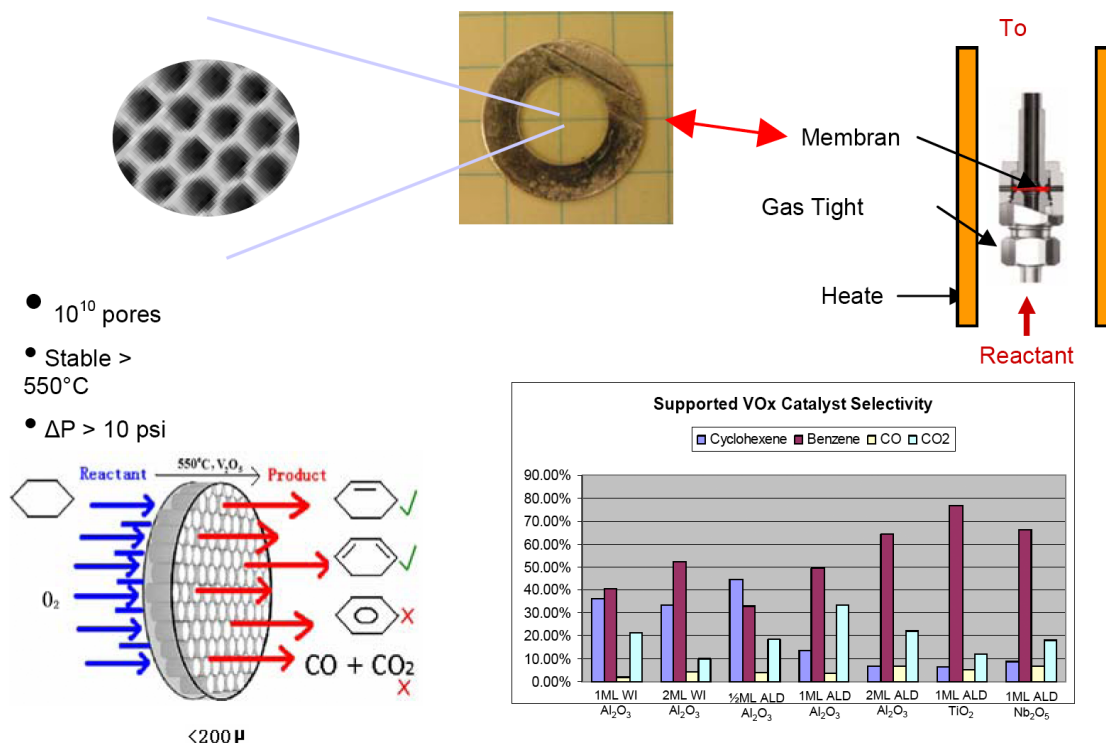 To
Membran
Gas Tight
Heate
Reactant
• 10¹⁰ pores
• Stable >
550°C
• ΔP > 10 psi
550°C, V₂O₅
Reactant
Product
O₂
CO + CO₂
<200 µ
Supported VOx Catalyst Selectivity
Cyclohexene Benzene CO CO2
90.00%
80.00%
70.00%
60.00%
50.00%
40.00%
30.00%
20.00%
10.00%
0.00%
1ML WI 2ML WI ½ML ALD 1ML ALD 2ML ALD 1ML ALD 1ML ALD
Al₂O₃ Al₂O₃ Al₂O₃ Al₂O₃ Al₂O₃ TiO₂ Nb₂O₅